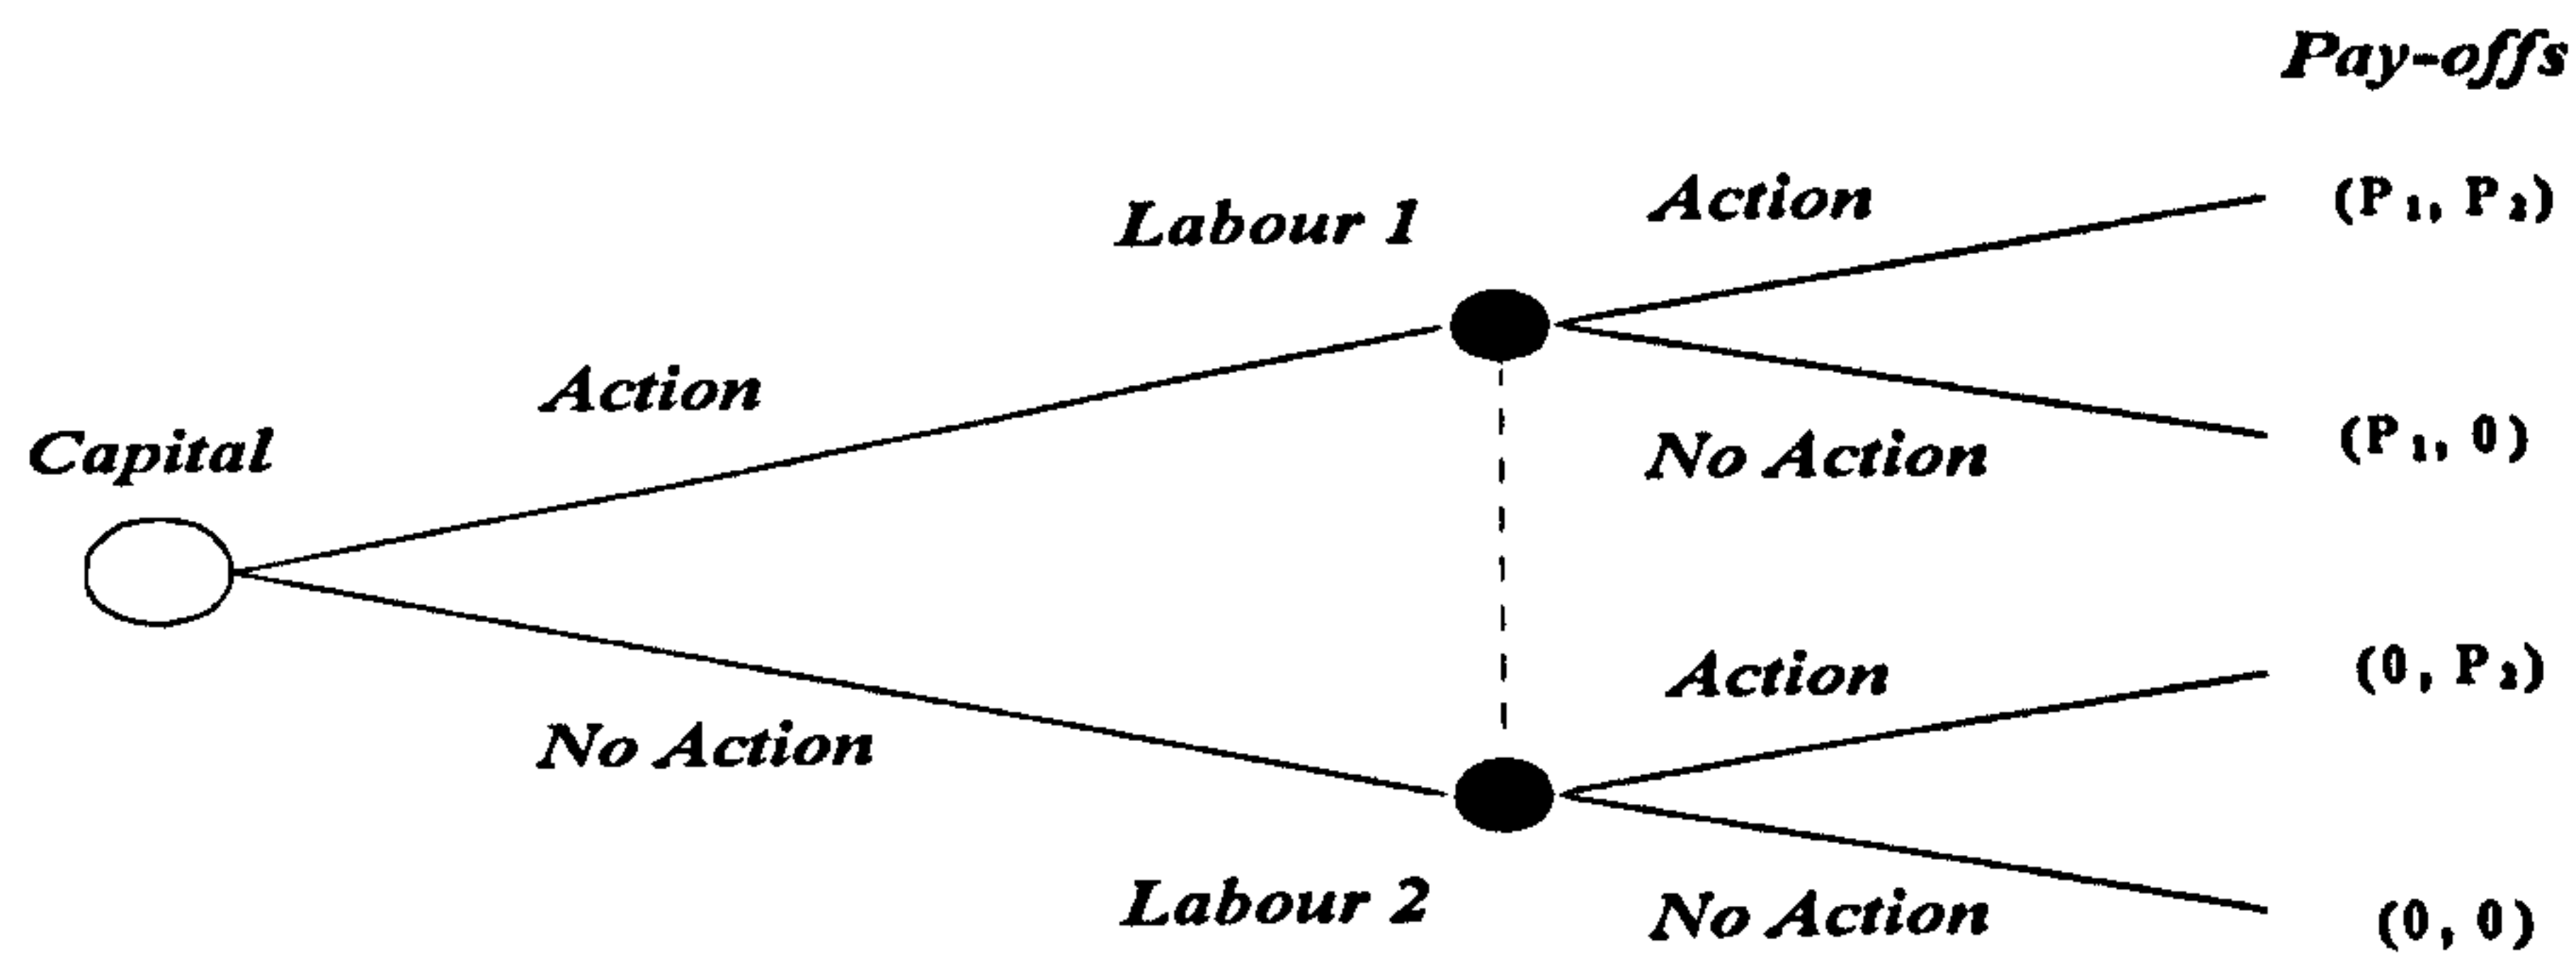 Pay-offs
Action
(P₁, P₂)
Labour 1
Action
No Action
(P₁, 0)
Capital
Action
(0, P₂)
No Action
Labour 2
No Action
(0, 0)